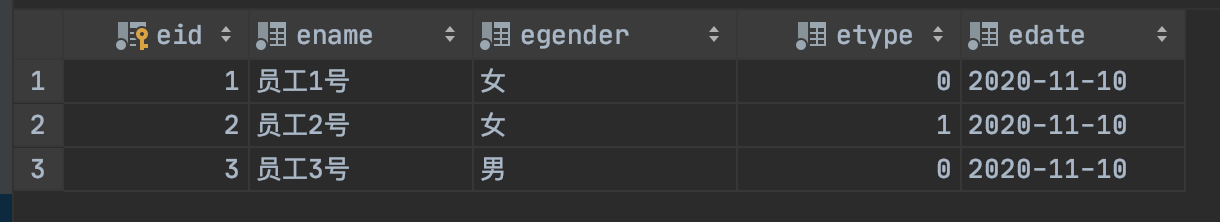 eid ename egender etype edate
1 1 员工1号 女 0 2020-11-10
2 2 员工2号 女 1 2020-11-10
3 3 员工3号 男 0 2020-11-10